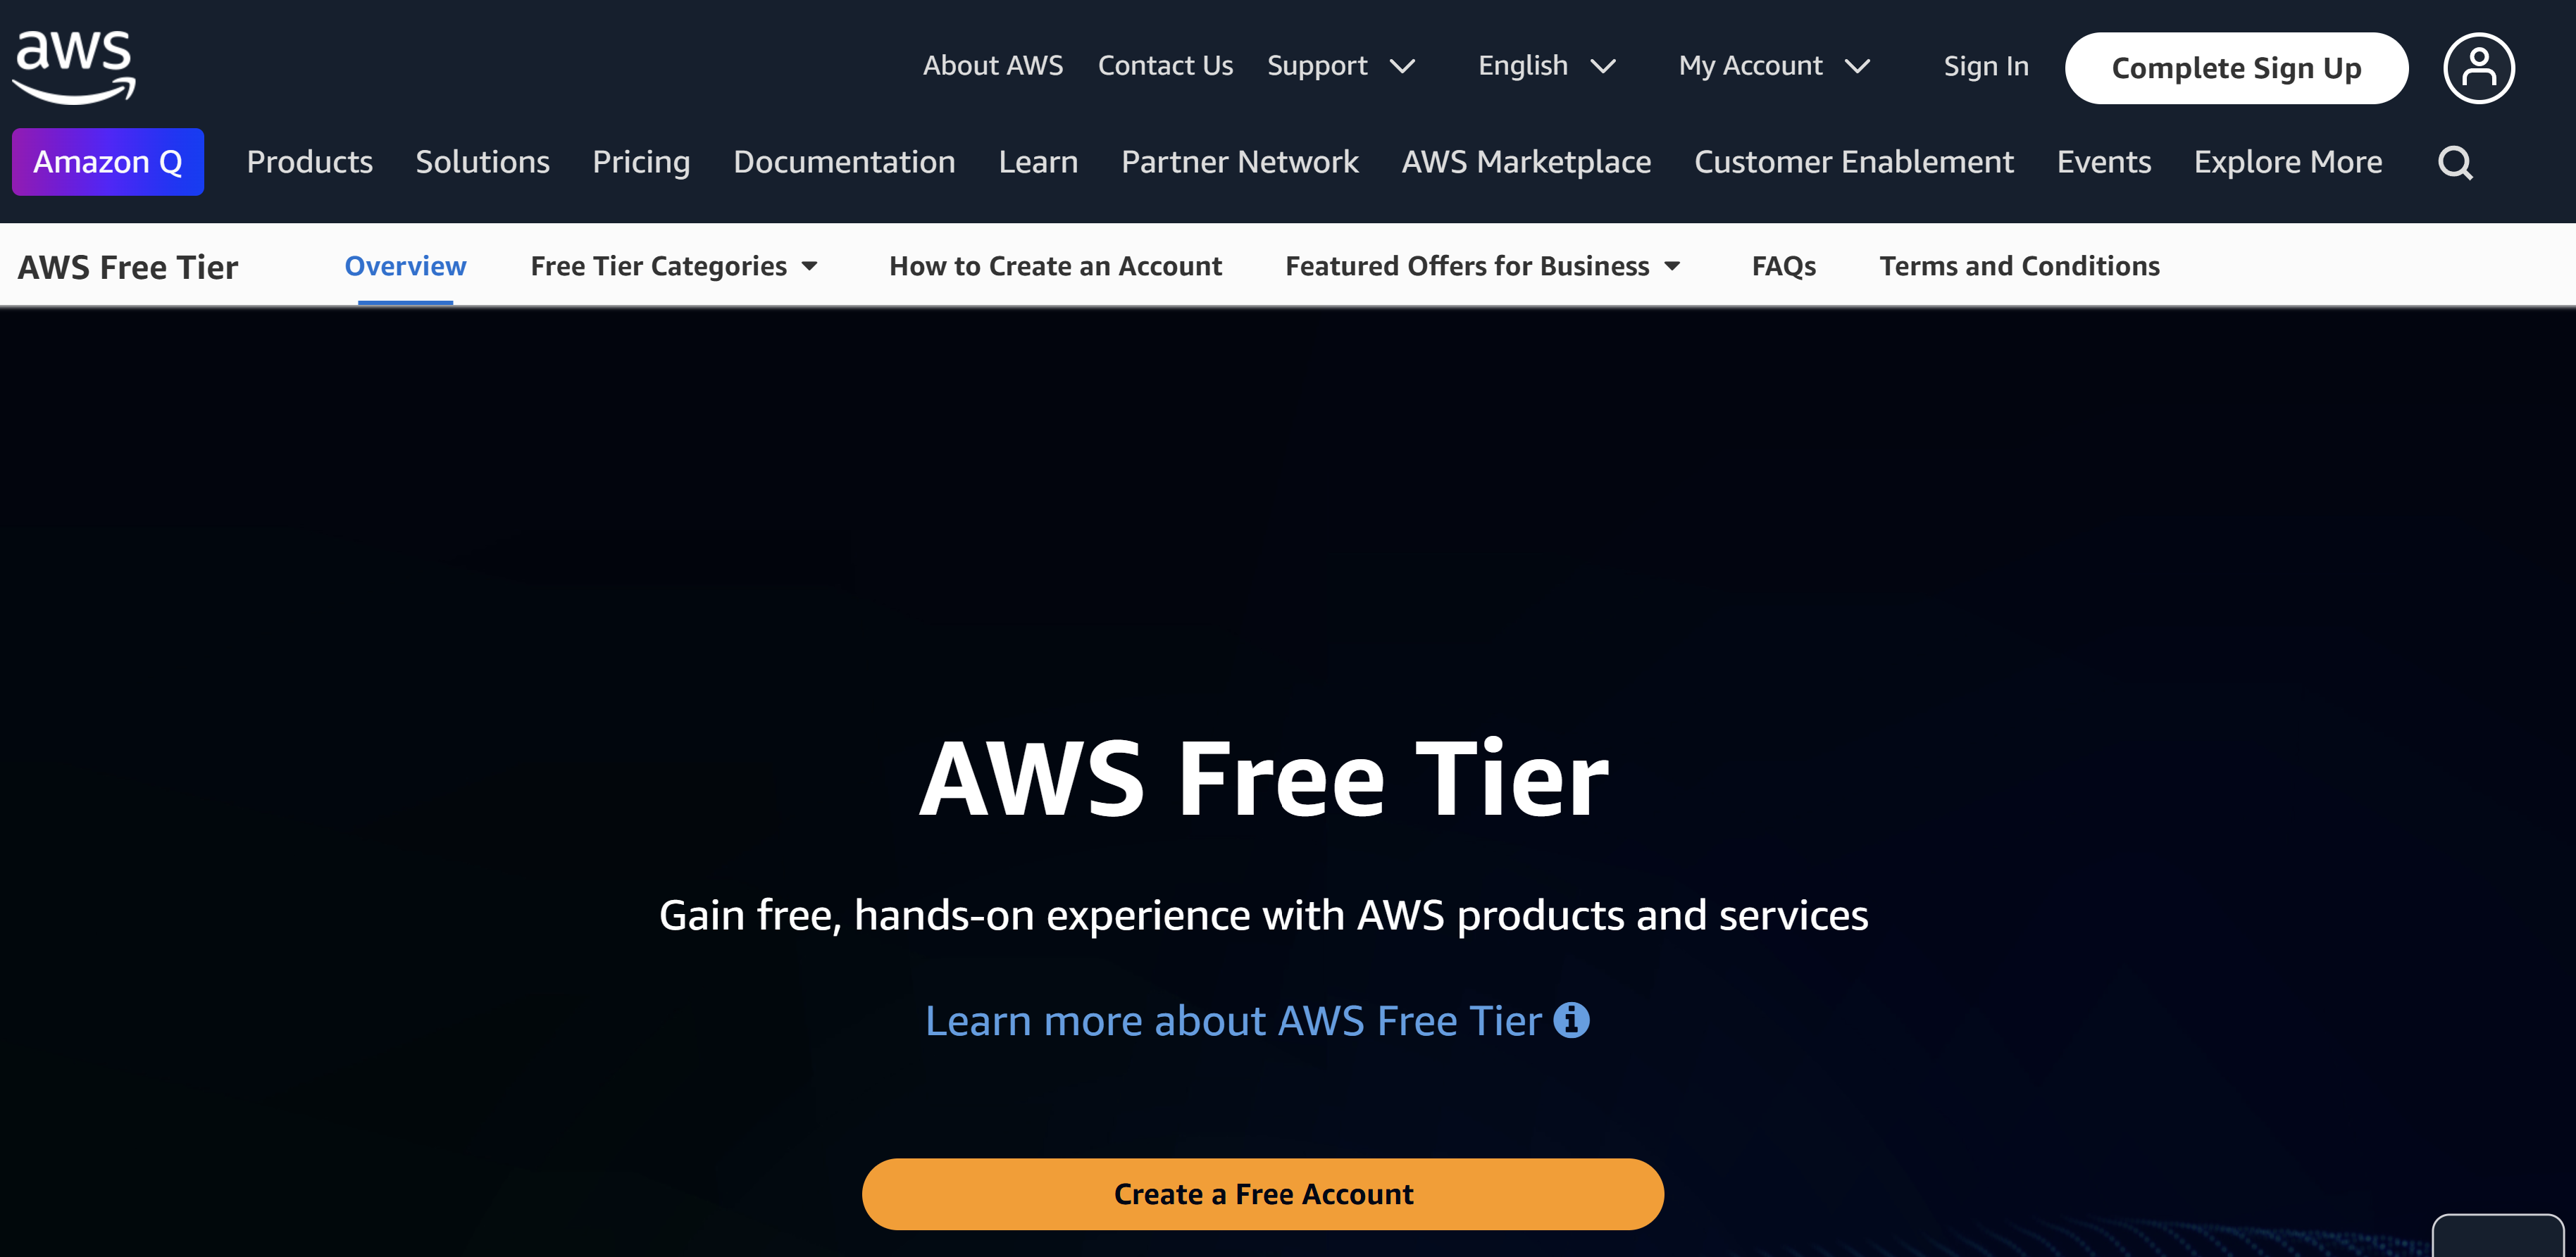 aws
About AWS Contact Us Support English My Account Sign In Complete Sign Up
Amazon Q Products Solutions Pricing Documentation Learn Partner Network AWS Marketplace Customer Enablement Events Explore More
AWS Free Tier Overview Free Tier Categories How to Create an Account Featured Offers for Business FAQs Terms and Conditions
AWS Free Tier
Gain free, hands-on experience with AWS products and services
Learn more about AWS Free Tier
Create a Free Account